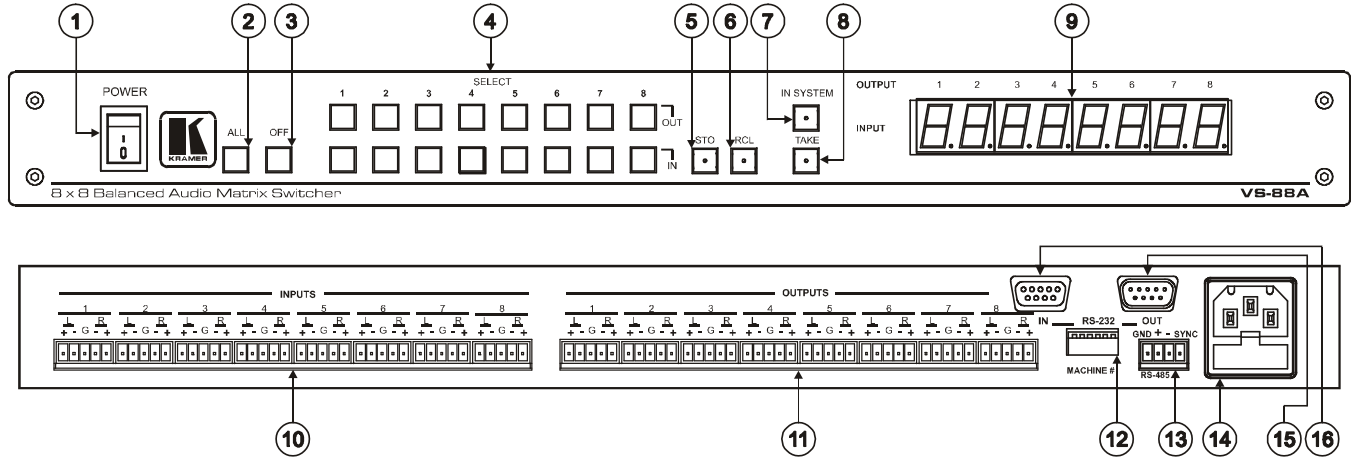 1 2 3 4 5 6 7 8 9
POWER
I
0
K
KRAMER
ALL OFF
SELECT
1 2 3 4 5 6 7 8
OUT
IN
STO RCL
IN SYSTEM
TAKE
OUTPUT 1 2 3 4 5 6 7 8
INPUT
8 x 8 Balanced Audio Matrix Switcher
VS-88A
INPUTS
1 2 3 4 5 6 7 8
L R L R L R L R L R L R L R L R
+ - G - + + - G - + + - G - + + - G - + + - G - + + - G - + + - G - + + - G - +
OUTPUTS
1 2 3 4 5 6 7 8
L R L R L R L R L R L R L R L R
+ - G - + + - G - + + - G - + + - G - + + - G - + + - G - + + - G - + + - G - +
IN RS-232 OUT
MACHINE #
GND + - SYNC
RS-485
10 11 12 13 14 15 16